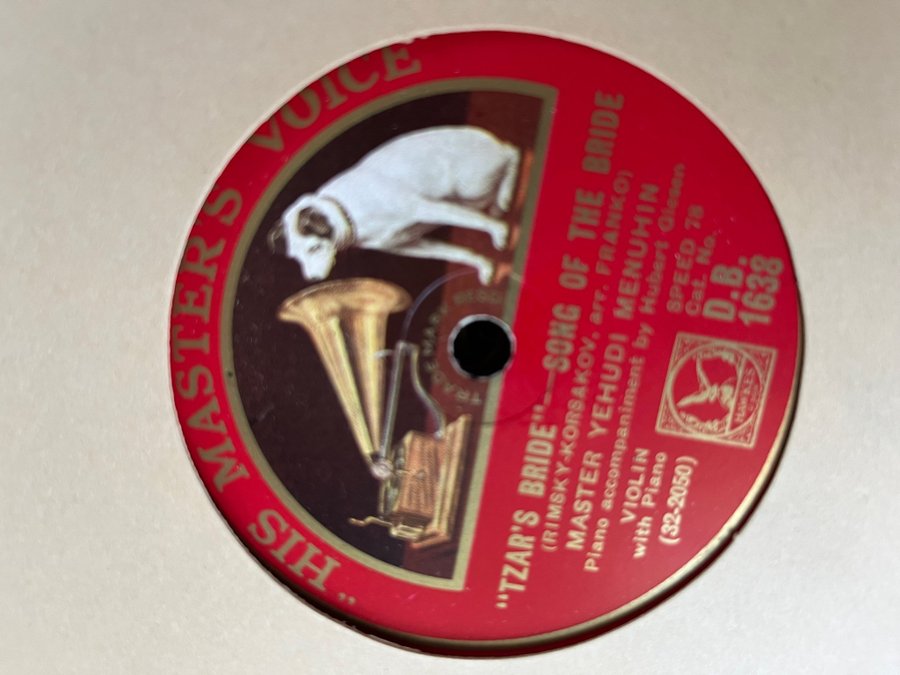 "HIS MASTER'S VOICE"
"TZAR'S BRIDE"—SONG OF THE BRIDE
(RIMSKY-KORSAKOV, arr. FRANKO)
MASTER YEHUDI MENUHIN
Piano accompaniment by Hubert Giesen
VIOLIN
with Piano
(32-2050)
SPEED 78
Cat. No.
D.B.
1638